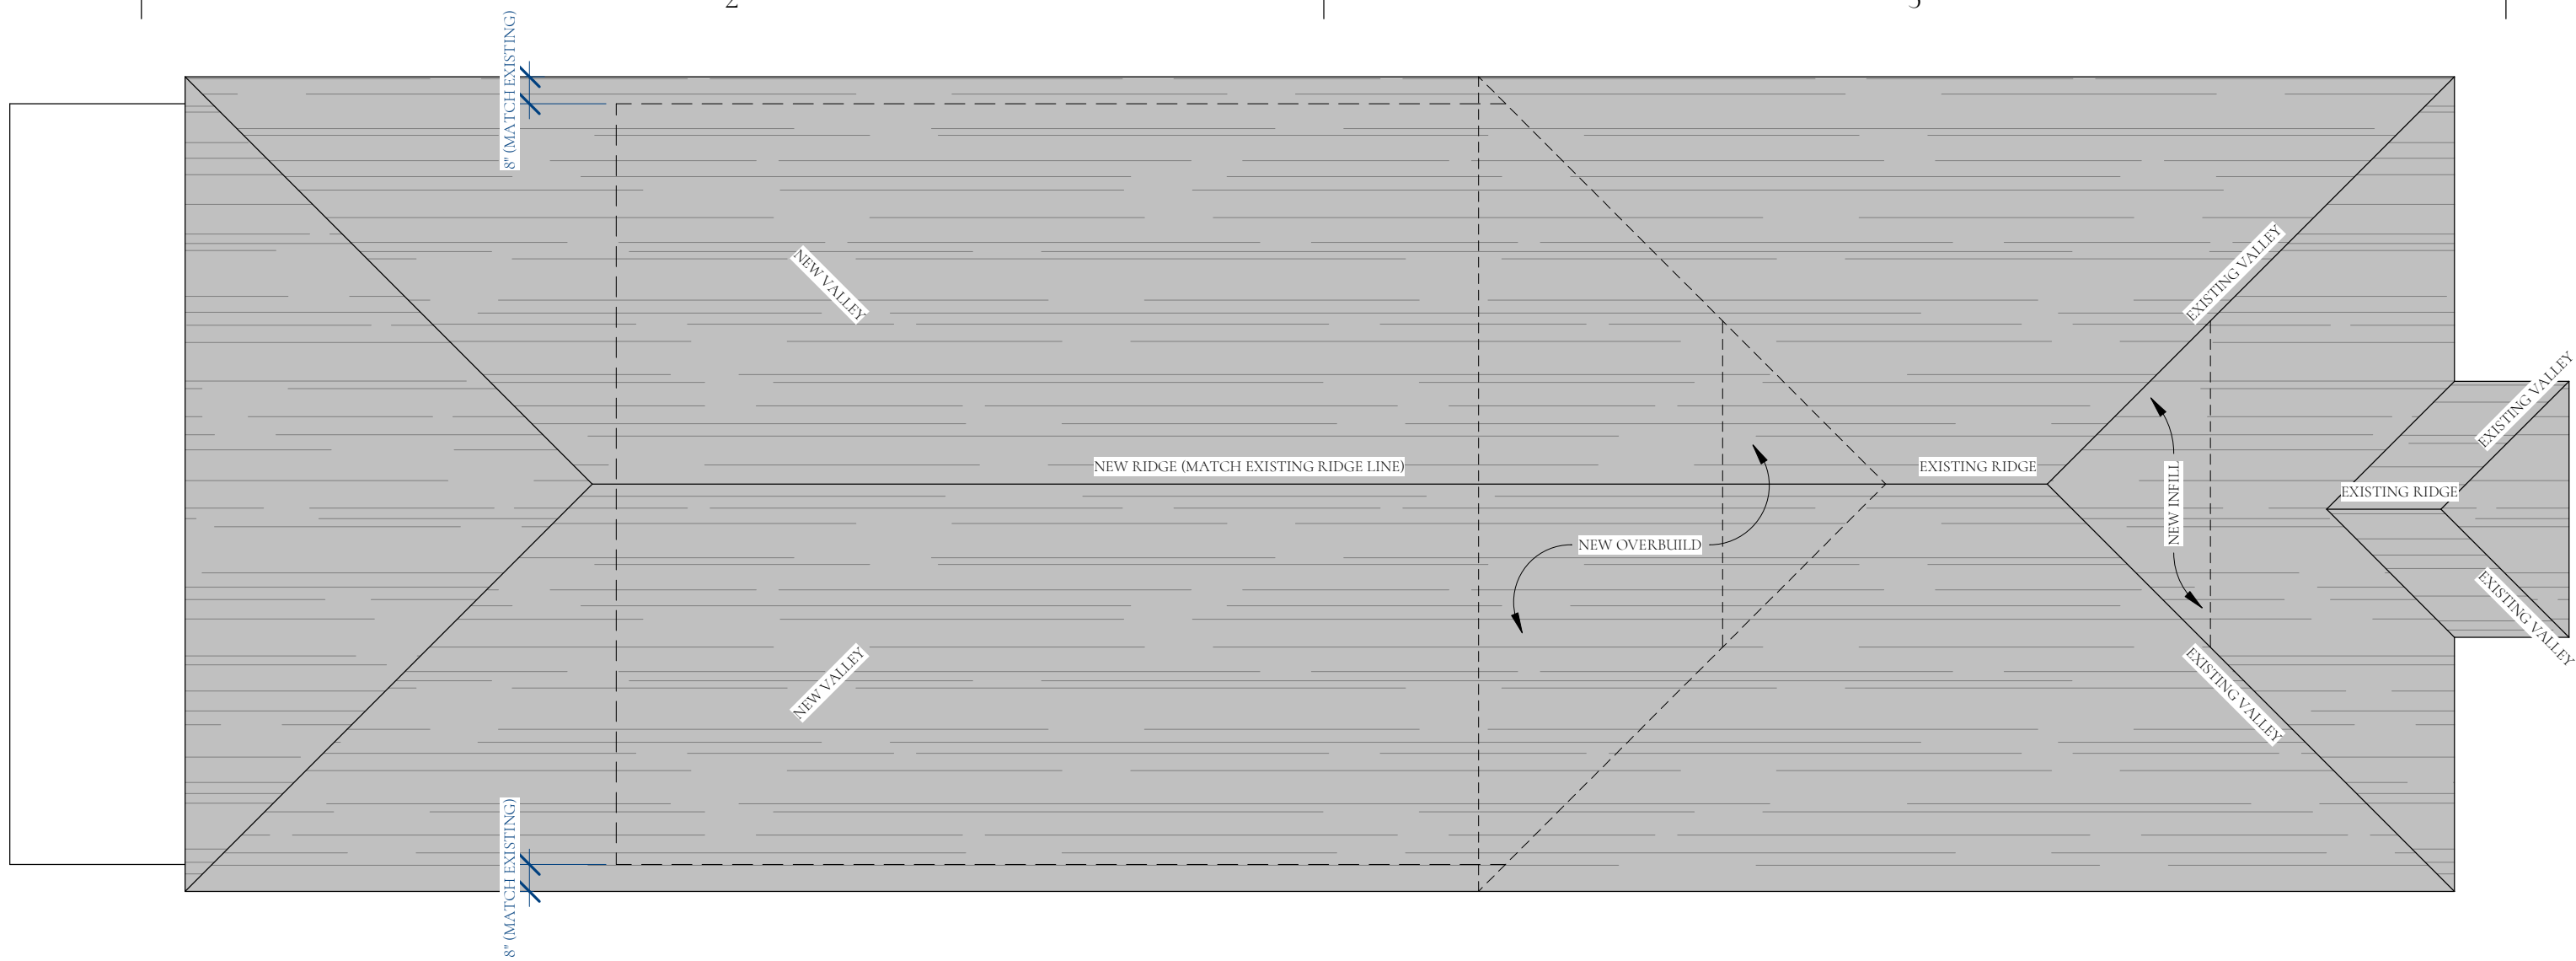 8" (MATCH EXISTING)
NEW VALLEY
EXISTING VALLEY
EXISTING VALLEY
NEW RIDGE (MATCH EXISTING RIDGE LINE)
EXISTING RIDGE
EXISTING RIDGE
NEW INFILL
NEW OVERBUILD
EXISTING VALLEY
NEW VALLEY
EXISTING VALLEY
8" (MATCH EXISTING)